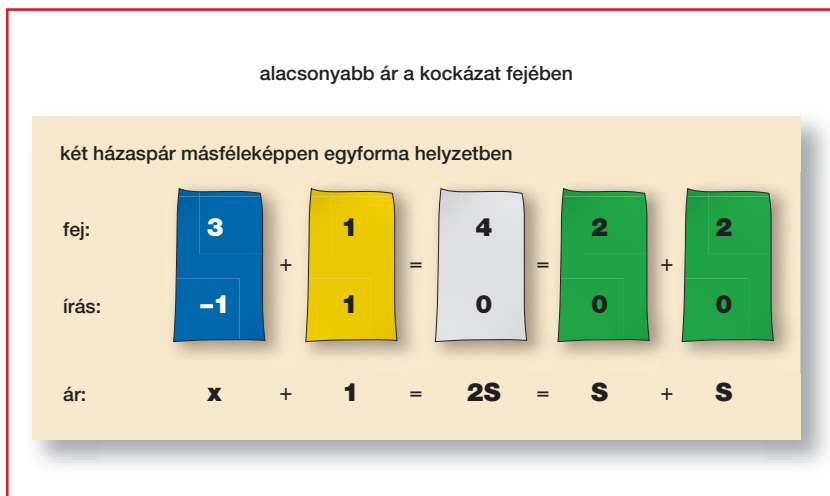 alacsonyabb ár a kockázat fejében
két házaspár másféleképpen egyforma helyzetben
fej: 3 + 1 = 4 = 2 + 2
írás: –1 1 0 0 0
ár: x + 1 = 2S = S + S